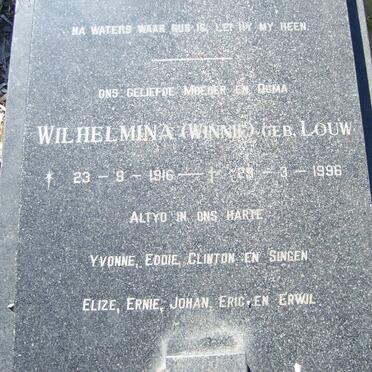 NA WATERS WAAR RUS IS, LEI HY MY HEEN.
ONS GELIEFDE MOEDER EN OUMA
WILHELMINA (WINNIE) GEB. LOUW
* 23 - 9 - 1916 — † - 28 - 3 - 1996
ALTYD IN ONS HARTE
YVONNE, EDDIE, CLINTON EN SINGEN
ELIZE, ERNIE, JOHAN, ERIC, EN ERWIL